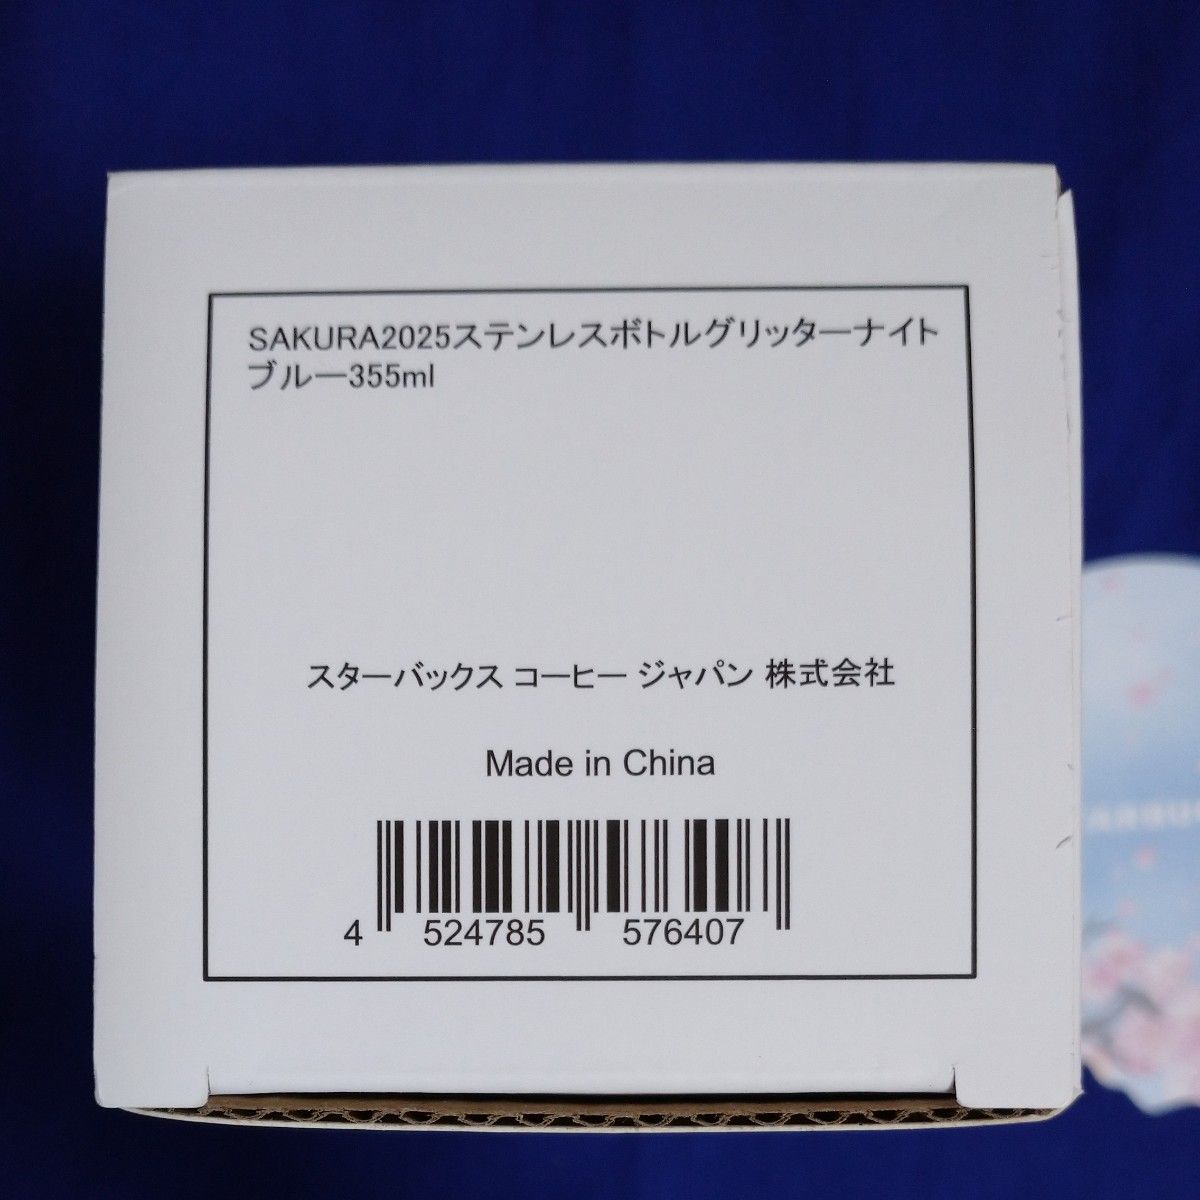 SAKURA2025ステンレスボトルグリッターナイト
ブルー355ml
スターバックス コーヒー ジャパン 株式会社
Made in China
4 524785 576407